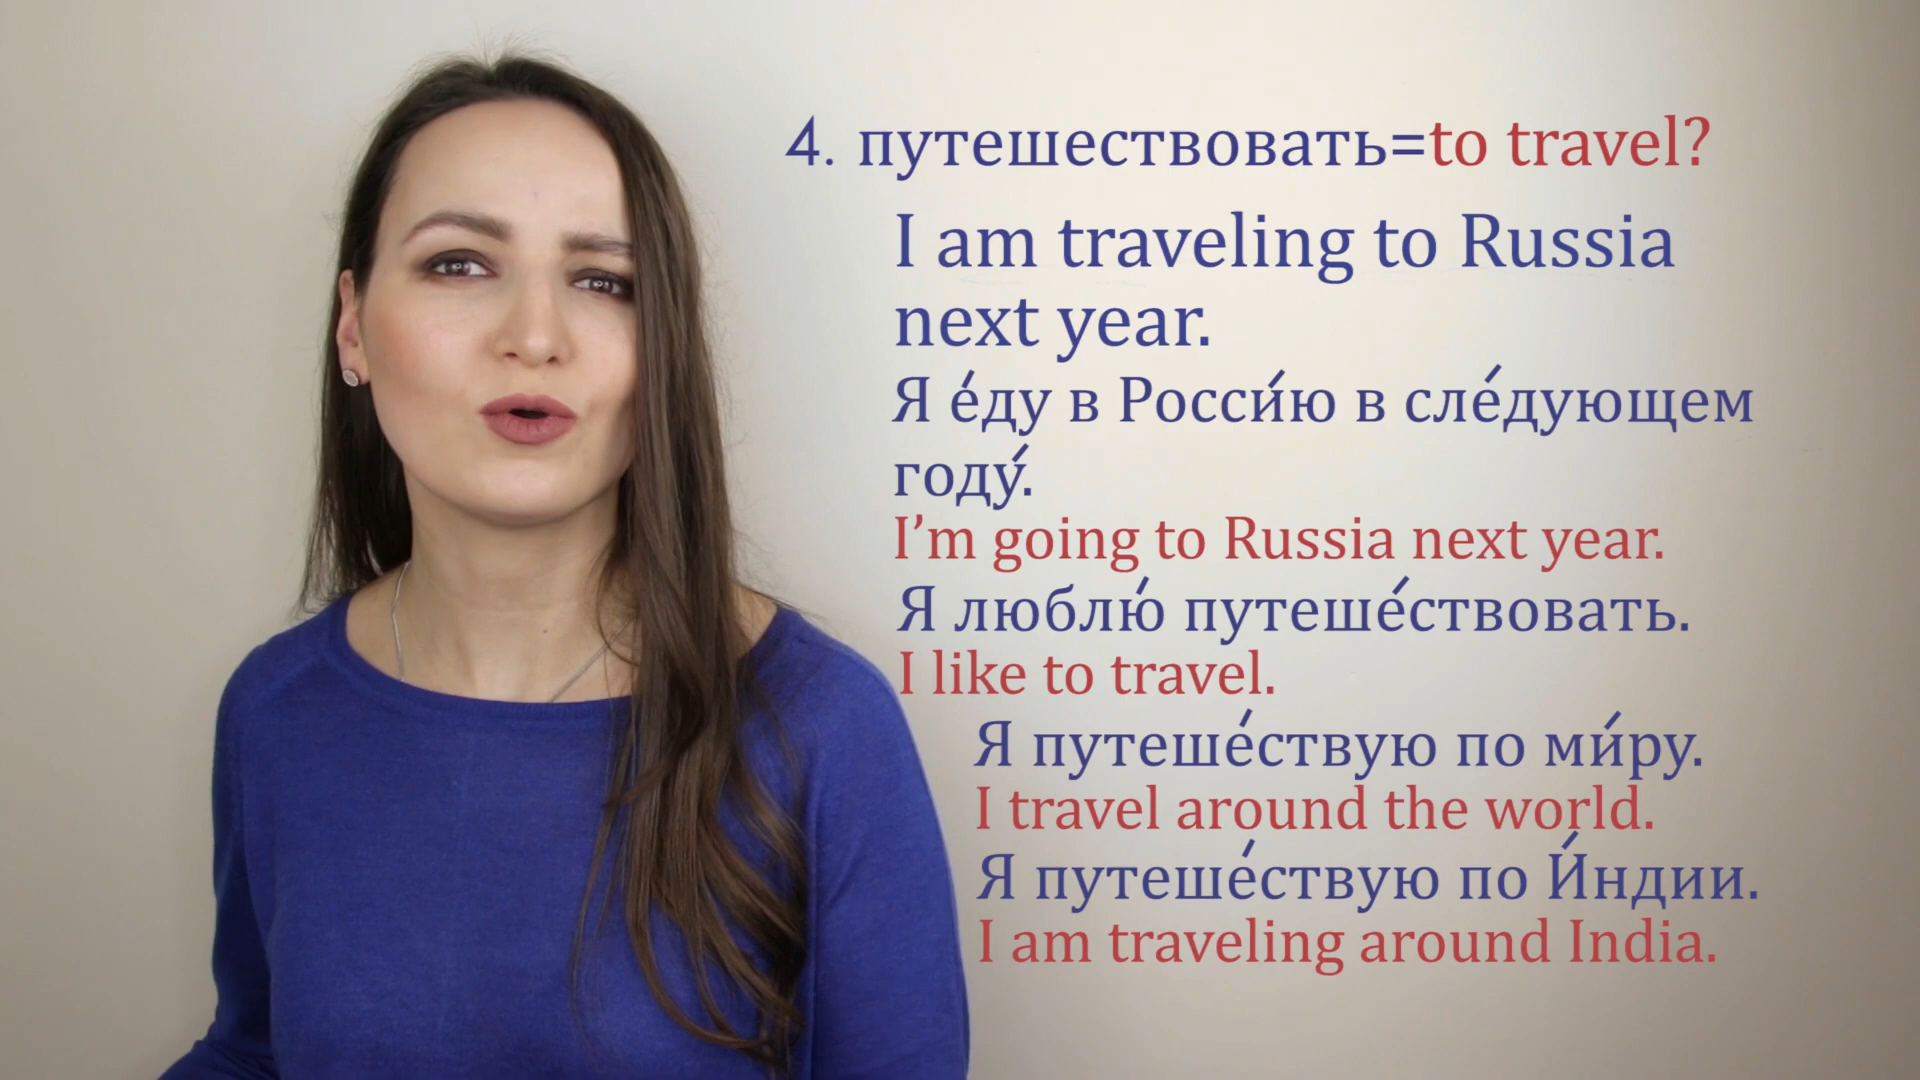 4. путешествовать=to travel?
I am traveling to Russia
next year.
Я е́ду в Росси́ю в сле́дующем
году́.
I’m going to Russia next year.
Я люблю́ путеше́ствовать.
I like to travel.
Я путеше́ствую по ми́ру.
I travel around the world.
Я путеше́ствую по И́ндии.
I am traveling around India.